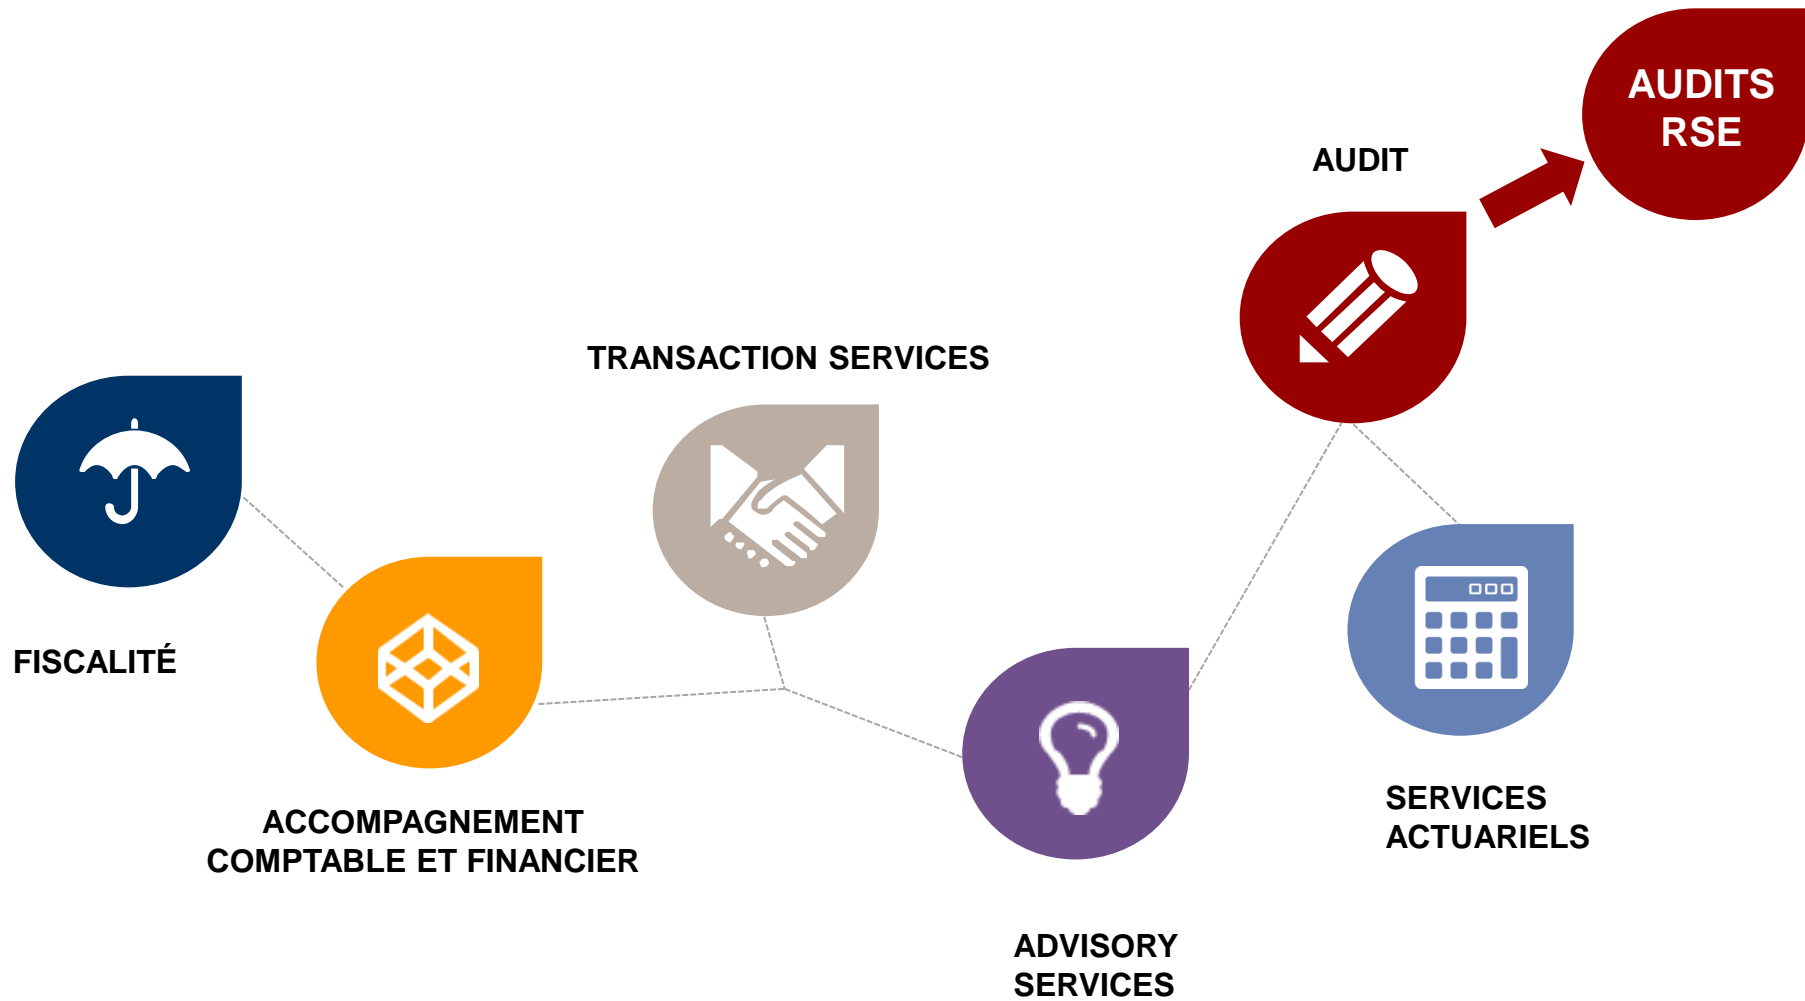 AUDITS
RSE
AUDIT
TRANSACTION SERVICES
FISCALITÉ
ACCOMPAGNEMENT
COMPTABLE ET FINANCIER
SERVICES
ACTUARIELS
ADVISORY
SERVICES